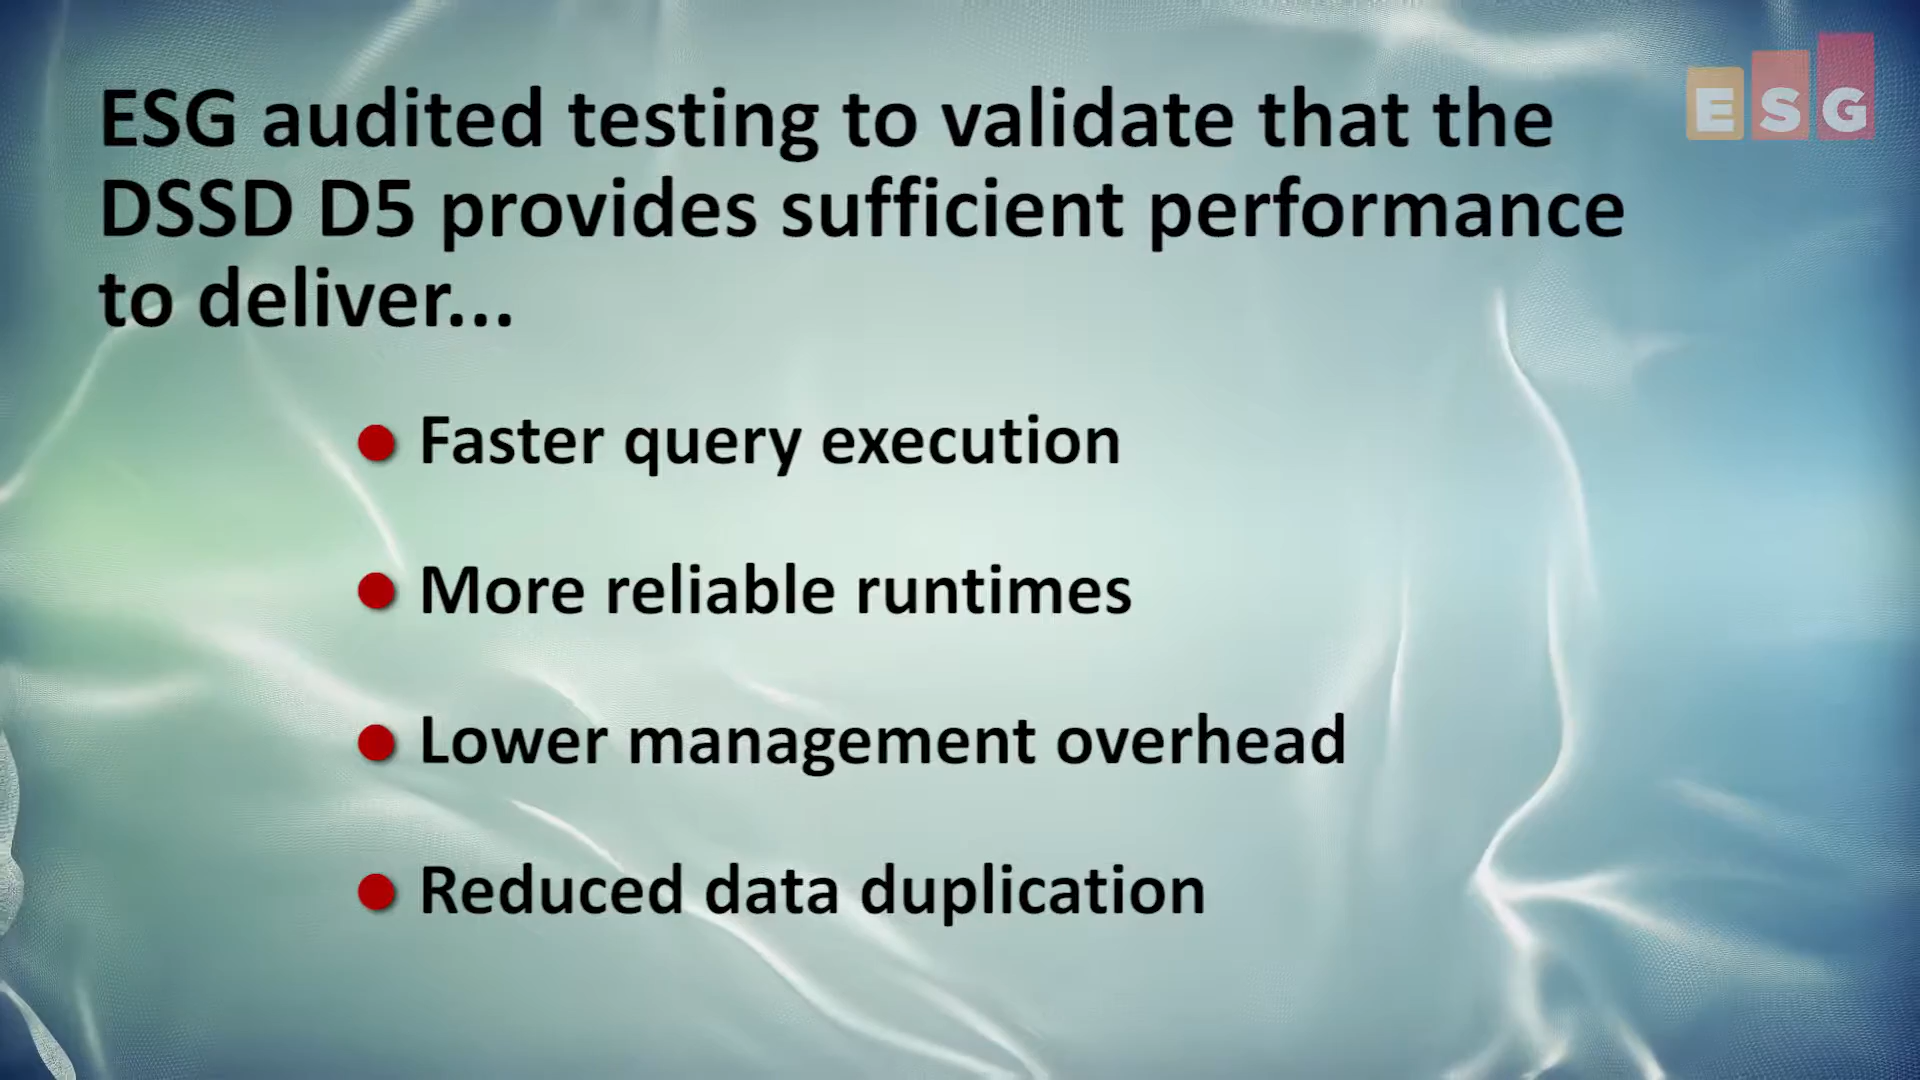 ESG audited testing to validate that the
DSSD D5 provides sufficient performance
to deliver...
Faster query execution
More reliable runtimes
Lower management overhead
Reduced data duplication
ESG